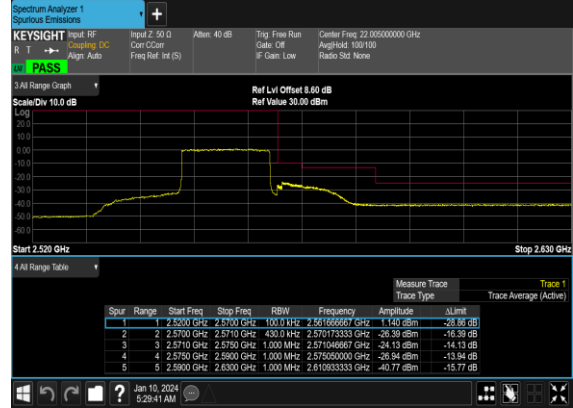 Spectrum Analyzer 1
Spurious Emissions
KEYSIGHT Input: RF Input Z: 50 Ω Atten: 40 dB Trig: Free Run Center Freq: 22.005000000 GHz
R T Coupling: DC Corr CCorr Gate: Off Avg|Hold: 100/100
Align: Auto Freq Ref: Int (S) IF Gain: Low Radio Std: None
PASS
3 All Range Graph
Ref Lvl Offset 8.60 dB
Scale/Div 10.0 dB Ref Value 30.00 dBm
Log
20.0
10.0
0.00
-10.0
-20.0
-30.0
-40.0
-50.0
-60.0
Start 2.520 GHz Stop 2.630 GHz
4 All Range Table
Measure Trace Trace 1
Trace Type Trace Average (Active)
Spur Range Start Freq Stop Freq RBW Frequency Amplitude ΔLimit
1 1 2.5200 GHz 2.5700 GHz 100.0 kHz 2.561666667 GHz 1.140 dBm -28.86 dB
2 2 2.5700 GHz 2.5710 GHz 430.0 kHz 2.570173333 GHz -26.39 dBm -16.39 dB
3 3 2.5710 GHz 2.5750 GHz 1.000 MHz 2.571046667 GHz -24.13 dBm -14.13 dB
4 4 2.5750 GHz 2.5900 GHz 1.000 MHz 2.575050000 GHz -26.94 dBm -13.94 dB
5 5 2.5900 GHz 2.6300 GHz 1.000 MHz 2.610933333 GHz -40.77 dBm -15.77 dB
Jan 10, 2024
5:29:41 AM